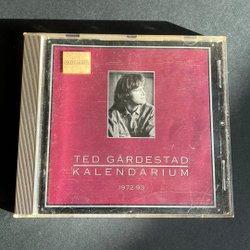 TED GÄRDESTAD
KALENDARIUM
1972-93